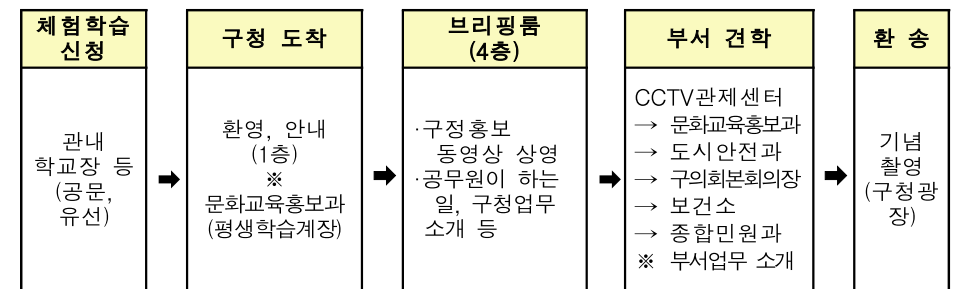 체험학습
신청
관내
학교장 등
(공문,
유선)
➡
구청 도착
환영, 안내
(1층)
※
문화교육홍보과
(평생학습계장)
➡
브리핑룸
(4층)
·구정홍보
동영상 상영
·공무원이 하는
일, 구청업무
소개 등
➡
부서 견학
CCTV관제센터
→ 문화교육홍보과
→ 도시안전과
→ 구의회본회의장
→ 보건소
→ 종합민원과
※ 부서업무 소개
➡
환 송
기념
촬영
(구청광
장)